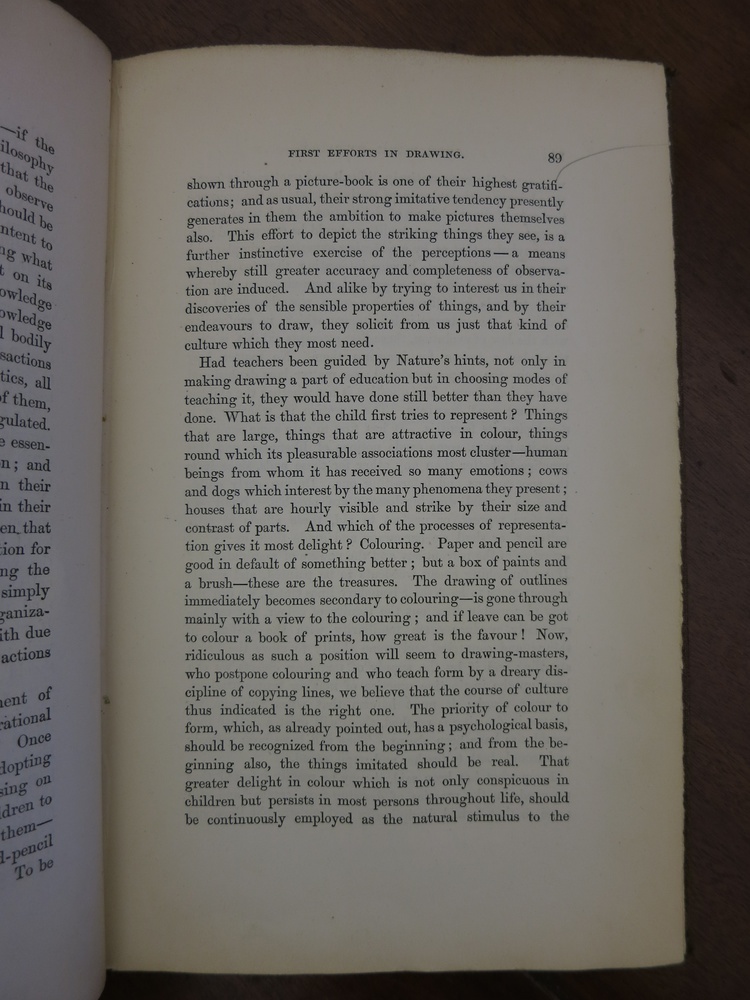 —if the
ilosophy
that the
observe
hould be
ntent to
ng what
t on its
owledge
owledge
l bodily
sactions
tics, all
of them,
gulated.
e essen-
n; and
n their
in their
en, that
tion for
ng the
simply
ganiza-
ith due
actions
nent of
rational
Once
dopting
sing on
ldren to
them—
d-pencil
To be
FIRST EFFORTS IN DRAWING. 89
shown through a picture-book is one of their highest gratifi-
cations; and as usual, their strong imitative tendency presently
generates in them the ambition to make pictures themselves
also. This effort to depict the striking things they see, is a
further instinctive exercise of the perceptions—a means
whereby still greater accuracy and completeness of observa-
tion are induced. And alike by trying to interest us in their
discoveries of the sensible properties of things, and by their
endeavours to draw, they solicit from us just that kind of
culture which they most need.
Had teachers been guided by Nature's hints, not only in
making drawing a part of education but in choosing modes of
teaching it, they would have done still better than they have
done. What is that the child first tries to represent? Things
that are large, things that are attractive in colour, things
round which its pleasurable associations most cluster—human
beings from whom it has received so many emotions; cows
and dogs which interest by the many phenomena they present;
houses that are hourly visible and strike by their size and
contrast of parts. And which of the processes of representa-
tion gives it most delight? Colouring. Paper and pencil are
good in default of something better; but a box of paints and
a brush—these are the treasures. The drawing of outlines
immediately becomes secondary to colouring—is gone through
mainly with a view to the colouring; and if leave can be got
to colour a book of prints, how great is the favour! Now,
ridiculous as such a position will seem to drawing-masters,
who postpone colouring and who teach form by a dreary dis-
cipline of copying lines, we believe that the course of culture
thus indicated is the right one. The priority of colour to
form, which, as already pointed out, has a psychological basis,
should be recognized from the beginning; and from the be-
ginning also, the things imitated should be real. That
greater delight in colour which is not only conspicuous in
children but persists in most persons throughout life, should
be continuously employed as the natural stimulus to the